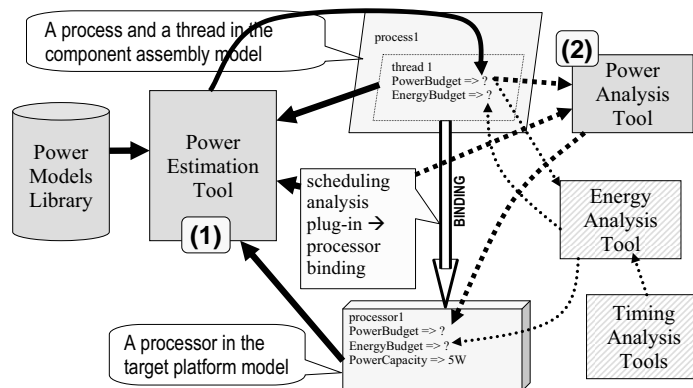 A process and a thread in the
component assembly model
process1
thread 1
PowerBudget => ?
EnergyBudget => ?
(2)
Power
Analysis
Tool
Power
Models
Library
Power
Estimation
Tool
(1)
scheduling
analysis
plug-in →
processor
binding
BINDING
Energy
Analysis
Tool
Timing
Analysis
Tools
A processor in the
target platform model
processor1
PowerBudget => ?
EnergyBudget => ?
PowerCapacity => 5W